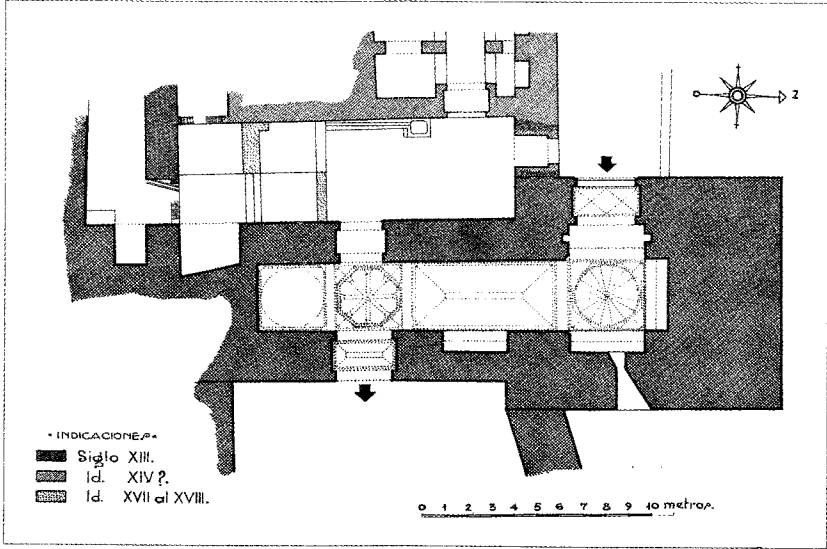 • INDICACIONES •
Siglo XIII.
Id. XIV ?.
Id. XVII al XVIII.
0 1 2 3 4 5 6 7 8 9 10 metros.